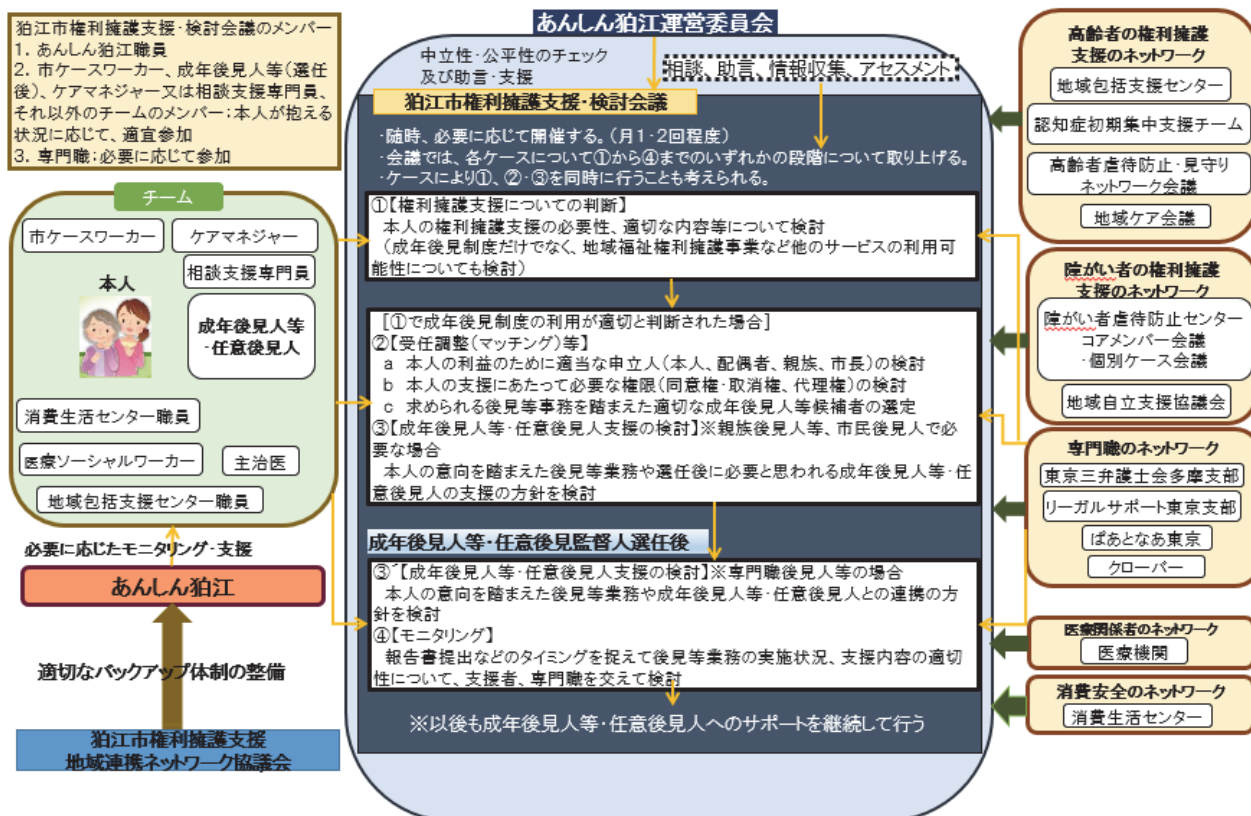 狛江市権利擁護支援・検討会議のメンバー
1. あんしん狛江職員
2. 市ケースワーカー、成年後見人等(選任
後)、ケアマネジャー又は相談支援専門員、
それ以外のチームのメンバー：本人が抱える
状況に応じて、適宜参加
3. 専門職：必要に応じて参加
チーム
市ケースワーカー
ケアマネジャー
相談支援専門員
本人
成年後見人等
・任意後見人
消費生活センター職員
医療ソーシャルワーカー
主治医
地域包括支援センター職員
必要に応じたモニタリング・支援
あんしん狛江
適切なバックアップ体制の整備
狛江市権利擁護支援
地域連携ネットワーク協議会
あんしん狛江運営委員会
中立性・公平性のチェック
及び助言・支援
相談、助言、情報収集、アセスメント
狛江市権利擁護支援・検討会議
・随時、必要に応じて開催する。(月1・2回程度)
・会議では、各ケースについて①から④までのいずれかの段階について取り上げる。
・ケースにより①、②・③を同時に行うことも考えられる。
①【権利擁護支援についての判断】
本人の権利擁護支援の必要性、適切な内容等について検討
(成年後見制度だけでなく、地域福祉権利擁護事業など他のサービスの利用可
能性についても検討)
[①で成年後見制度の利用が適切と判断された場合]
②【受任調整(マッチング)等】
a 本人の利益のために適当な申立人(本人、配偶者、親族、市長)の検討
b 本人の支援にあたって必要な権限(同意権・取消権、代理権)の検討
c 求められる後見等事務を踏まえた適切な成年後見人等候補者の選定
③【成年後見人等・任意後見人支援の検討】※親族後見人等、市民後見人で必
要な場合
本人の意向を踏まえた後見等業務や選任後に必要と思われる成年後見人等・任
意後見人の支援の方針を検討
成年後見人等・任意後見監督人選任後
③´【成年後見人等・任意後見人支援の検討】※専門職後見人等の場合
本人の意向を踏まえた後見等業務や成年後見人等・任意後見人との連携の方
針を検討
④【モニタリング】
報告書提出などのタイミングを捉えて後見等業務の実施状況、支援内容の適切
性について、支援者、専門職を交えて検討
※以後も成年後見人等・任意後見人へのサポートを継続して行う
高齢者の権利擁護
支援のネットワーク
地域包括支援センター
認知症初期集中支援チーム
高齢者虐待防止・見守り
ネットワーク会議
地域ケア会議
障がい者の権利擁護
支援のネットワーク
障がい者虐待防止センター
コアメンバー会議
・個別ケース会議
地域自立支援協議会
専門職のネットワーク
東京三弁護士会多摩支部
リーガルサポート東京支部
ぱあとなあ東京
クローバー
医療関係者のネットワーク
医療機関
消費安全のネットワーク
消費生活センター